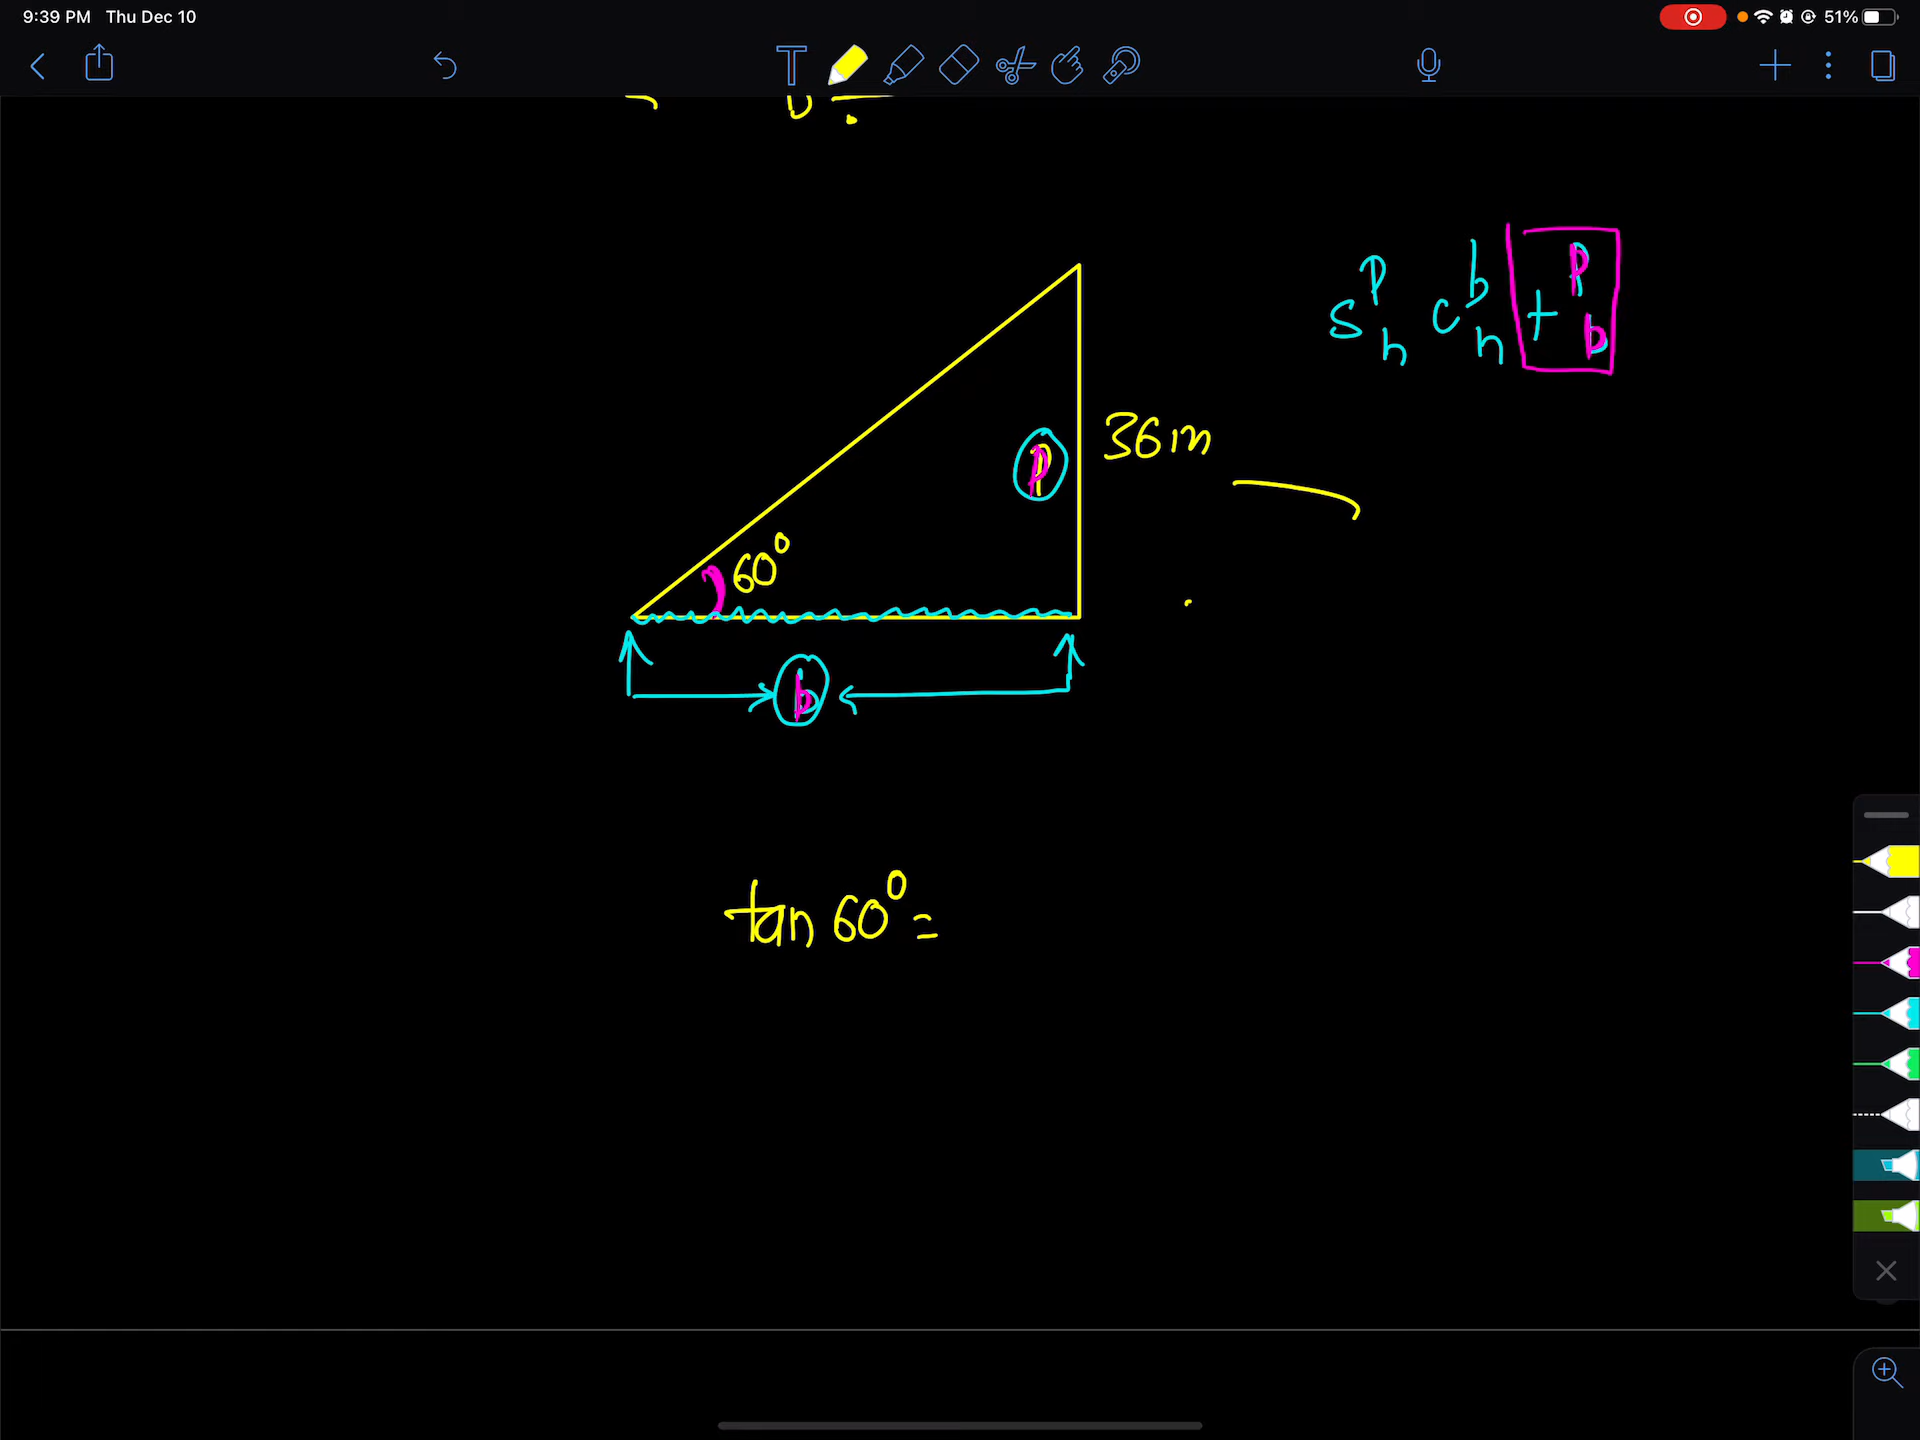 9:39 PM Thu Dec 10
51%
T
s p h c b h t p b
36m
p
60°
b
tan 60° =